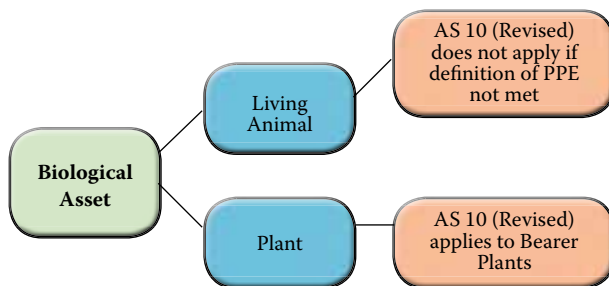 AS 10 (Revised)
does not apply if
definition of PPE
not met
Living
Animal
Biological
Asset
Plant
AS 10 (Revised)
applies to Bearer
Plants